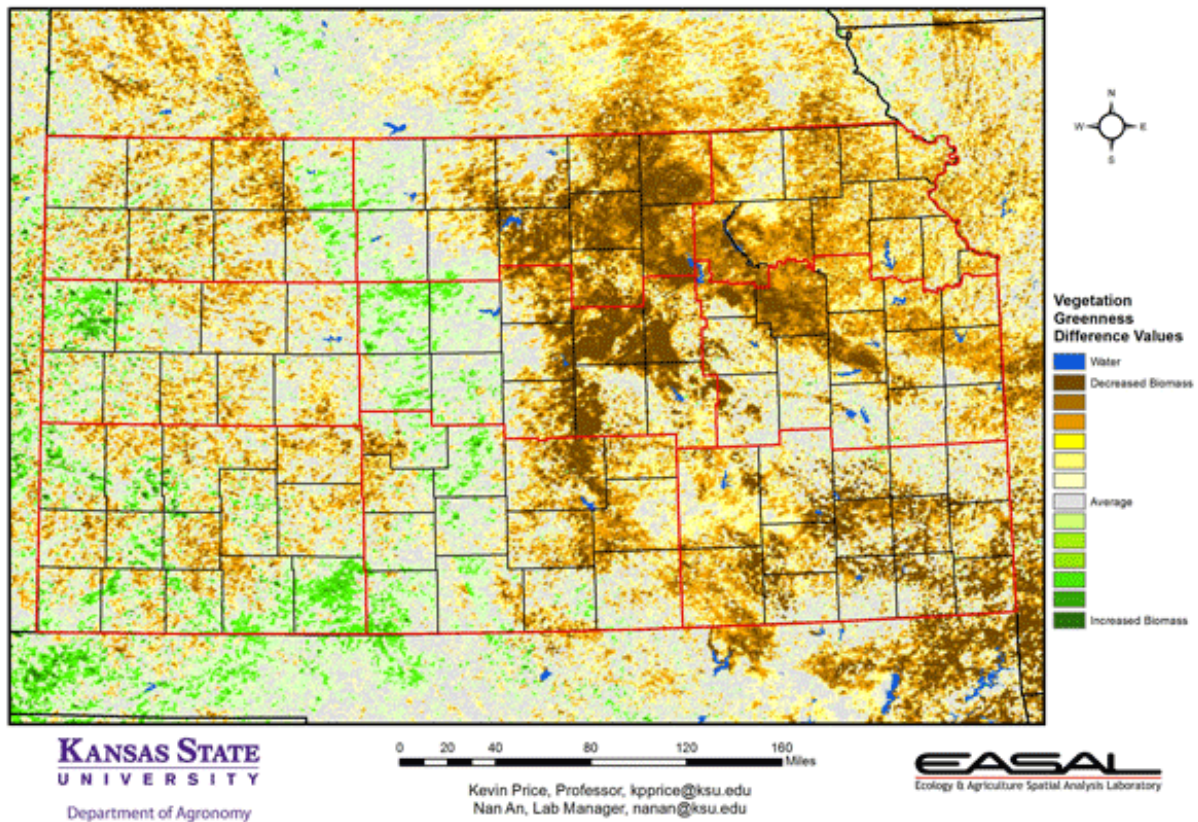 N
W E
S
Vegetation
Greenness
Difference Values
Water
Decreased Biomass
Average
Increased Biomass
KANSAS STATE
UNIVERSITY
Department of Agronomy
0 20 40 80 120 160
Miles
Kevin Price, Professor, kpprice@ksu.edu
Nan An, Lab Manager, nanan@ksu.edu
EASAL
Ecology & Agriculture Spatial Analysis Laboratory